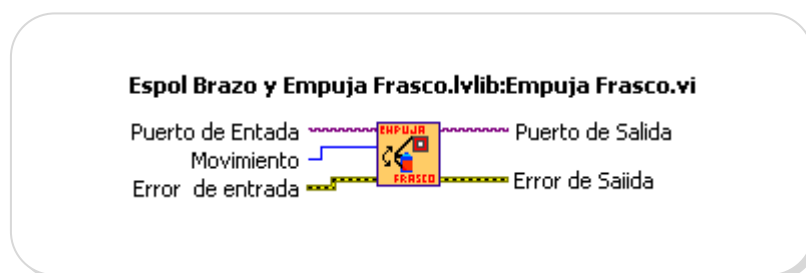 Espol Brazo y Empuja Frasco.lvlib:Empuja Frasco.vi
Puerto de Entada EMPUJA Puerto de Salida
Movimiento
Error de entrada FRASCO Error de Saiida